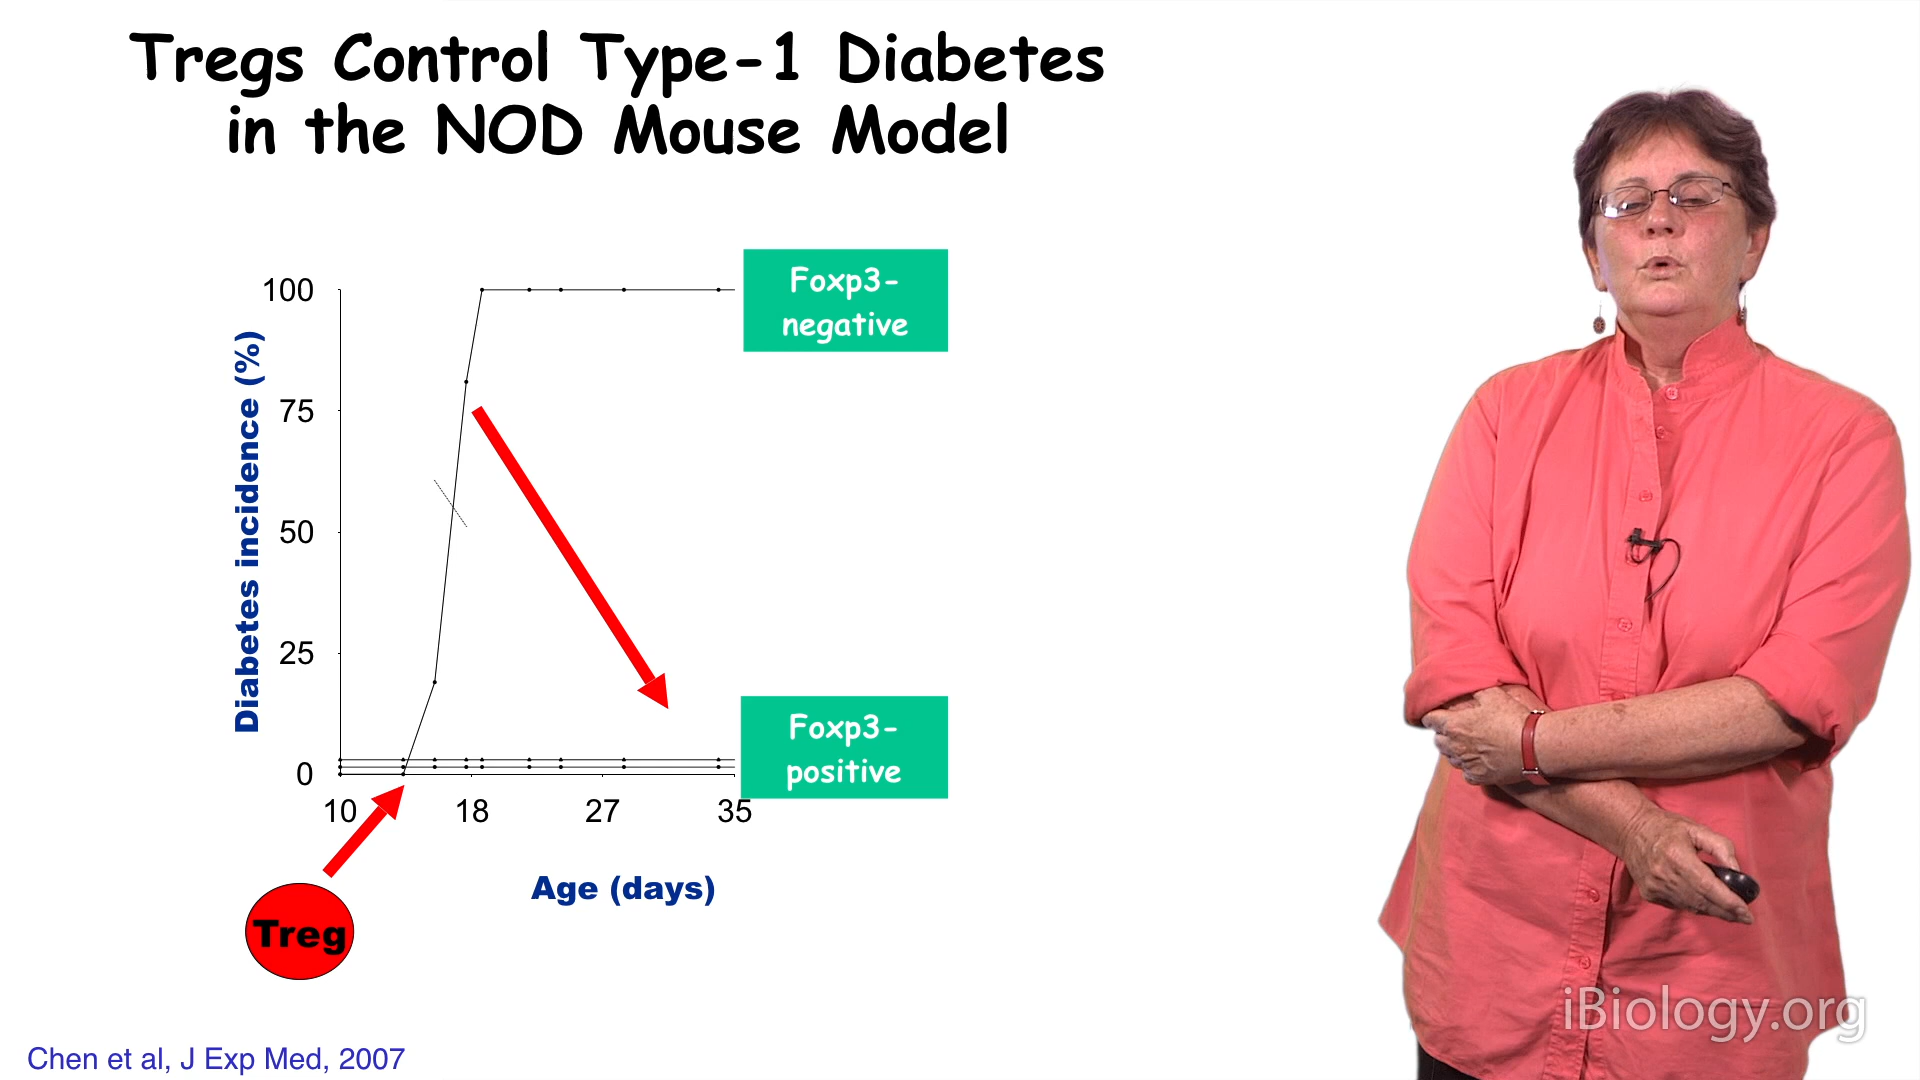 Tregs Control Type-1 Diabetes
in the NOD Mouse Model
Diabetes incidence (%)
100
75
50
25
0
10 18 27 35
Age (days)
Foxp3-
negative
Foxp3-
positive
Treg
Chen et al, J Exp Med, 2007
iBiology.org